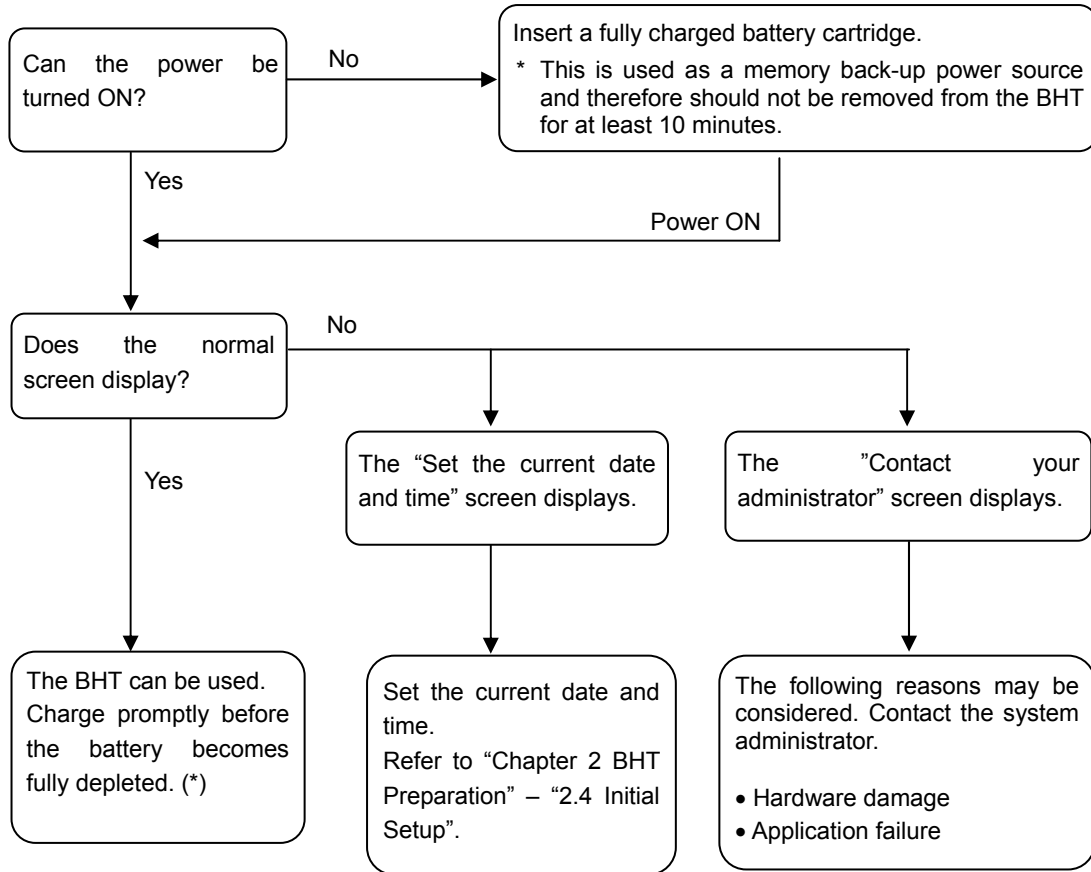 Can the power be
turned ON?
No
Insert a fully charged battery cartridge.
* This is used as a memory back-up power source
and therefore should not be removed from the BHT
for at least 10 minutes.
Yes
Power ON
Does the normal
screen display?
No
Yes
The “Set the current date
and time” screen displays.
The ”Contact your
administrator” screen displays.
The BHT can be used.
Charge promptly before
the battery becomes
fully depleted. (*)
Set the current date and
time.
Refer to “Chapter 2 BHT
Preparation” – “2.4 Initial
Setup”.
The following reasons may be
considered. Contact the system
administrator.
• Hardware damage
• Application failure